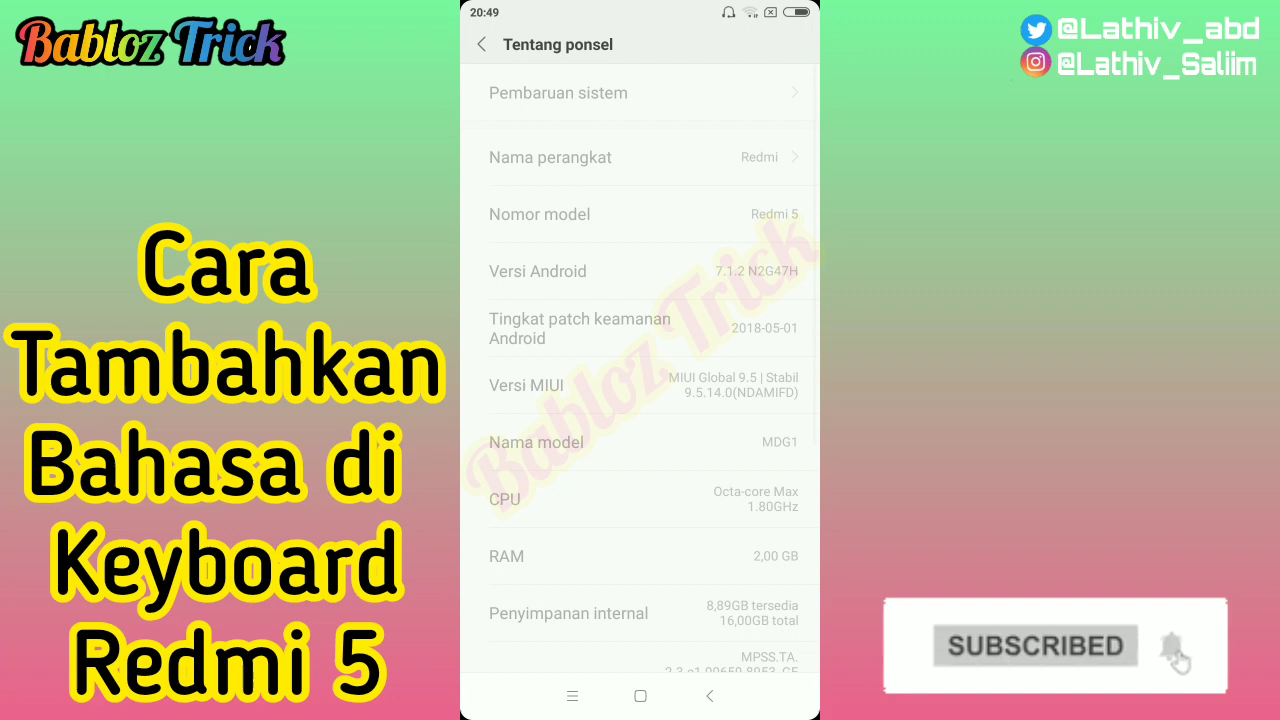 Babloz Trick
@Lathiv_abd
@Lathiv_Saliim
Cara
Tambahkan
Bahasa di
Keyboard
Redmi 5
20:49
Tentang ponsel
Pembaruan sistem
Nama perangkat Redmi
Nomor model Redmi 5
Versi Android 7.1.2 N2G47H
Tingkat patch keamanan
Android 2018-05-01
Versi MIUI MIUI Global 9.5 | Stabil
9.5.14.0(NDAMIFD)
Nama model MDG1
CPU Octa-core Max
1.80GHz
RAM 2,00 GB
Penyimpanan internal 8,89GB tersedia
16,00GB total
MPSS.TA.
Babloz Trick
SUBSCRIBED